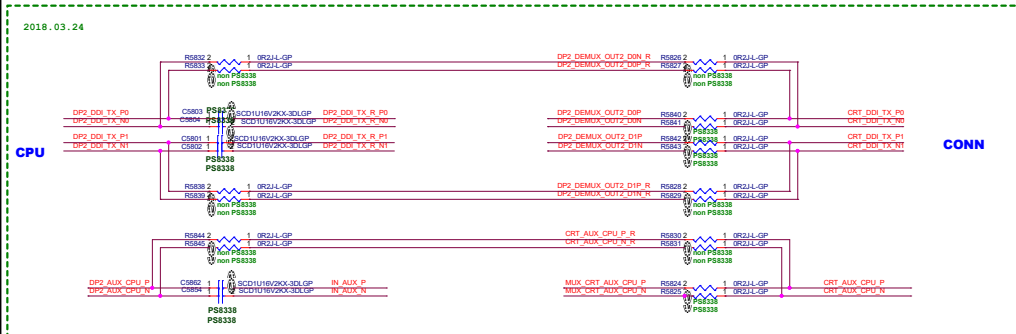 2018.03.24
R5832 2 1 0R2J-L-GP DP2_DEMUX_OUT2_D0N_R R5826 2 1 0R2J-L-GP
R5833 2 1 0R2J-L-GP DP2_DEMUX_OUT2_D0P_R R5827 2 1 0R2J-L-GP
non PS8338 non PS8338
non PS8338 non PS8338
DP2_DDI_TX_P0 C5803 1 PS8338 SCD1U16V2KX-3DLGP DP2_DDI_TX_R_P0 DP2_DEMUX_OUT2_D0P R5840 2 1 0R2J-L-GP CRT_DDI_TX_P0
DP2_DDI_TX_N0 C5804 1 SCD1U16V2KX-3DLGP DP2_DDI_TX_R_N0 DP2_DEMUX_OUT2_D0N R5841 2 1 0R2J-L-GP CRT_DDI_TX_N0
PS8338
DP2_DDI_TX_P1 C5801 1 SCD1U16V2KX-3DLGP DP2_DDI_TX_R_P1 DP2_DEMUX_OUT2_D1P R5842 2 1 0R2J-L-GP CRT_DDI_TX_P1
DP2_DDI_TX_N1 C5802 1 SCD1U16V2KX-3DLGP DP2_DDI_TX_R_N1 DP2_DEMUX_OUT2_D1N R5843 2 1 0R2J-L-GP CRT_DDI_TX_N1
CPU CONN
PS8338 PS8338
PS8338 PS8338
R5838 2 1 0R2J-L-GP DP2_DEMUX_OUT2_D1P_R R5828 2 1 0R2J-L-GP
R5839 2 1 0R2J-L-GP DP2_DEMUX_OUT2_D1N_R R5829 2 1 0R2J-L-GP
non PS8338 non PS8338
non PS8338 non PS8338
R5844 2 1 0R2J-L-GP CRT_AUX_CPU_P_R R5830 2 1 0R2J-L-GP
R5845 2 1 0R2J-L-GP CRT_AUX_CPU_N_R R5831 2 1 0R2J-L-GP
non PS8338 non PS8338
non PS8338 non PS8338
DP2_AUX_CPU_P C5862 1 SCD1U16V2KX-3DLGP IN_AUX_P MUX_CRT_AUX_CPU_P R5824 2 1 0R2J-L-GP CRT_AUX_CPU_P
DP2_AUX_CPU_N C5854 1 SCD1U16V2KX-3DLGP IN_AUX_N MUX_CRT_AUX_CPU_N R5825 2 1 0R2J-L-GP CRT_AUX_CPU_N
PS8338 PS8338
PS8338 PS8338